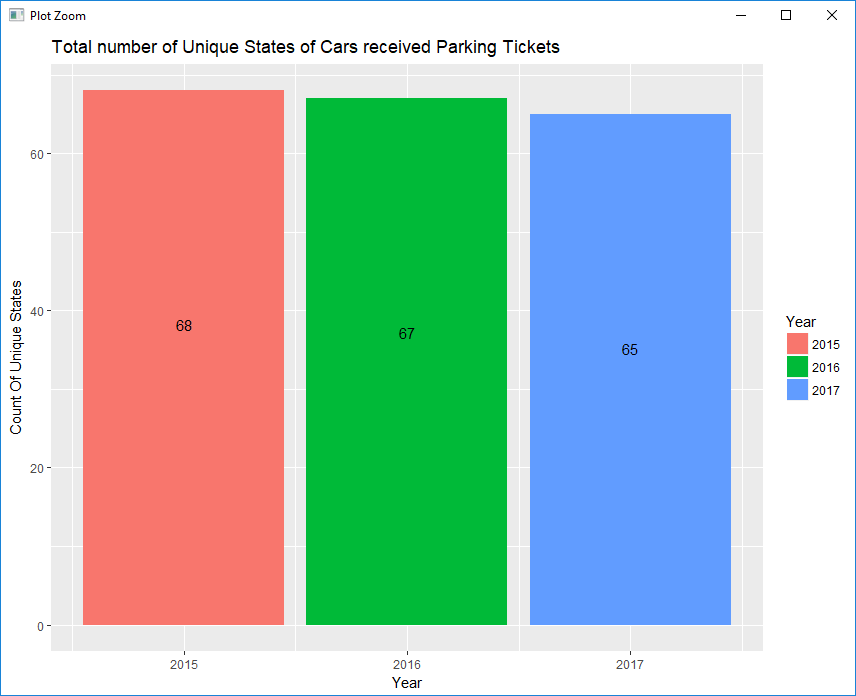 Plot Zoom
Total number of Unique States of Cars received Parking Tickets
Count Of Unique States
60
40
20
0
68
67
65
2015
2016
2017
Year
Year
2015
2016
2017